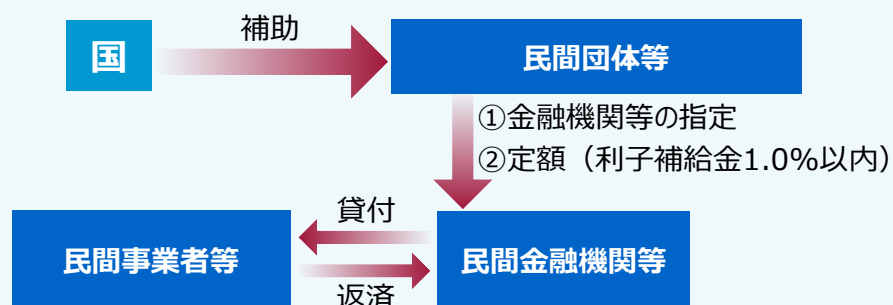 国
補助
民間団体等
①金融機関等の指定
②定額（利子補給金1.0%以内）
貸付
民間事業者等
民間金融機関等
返済